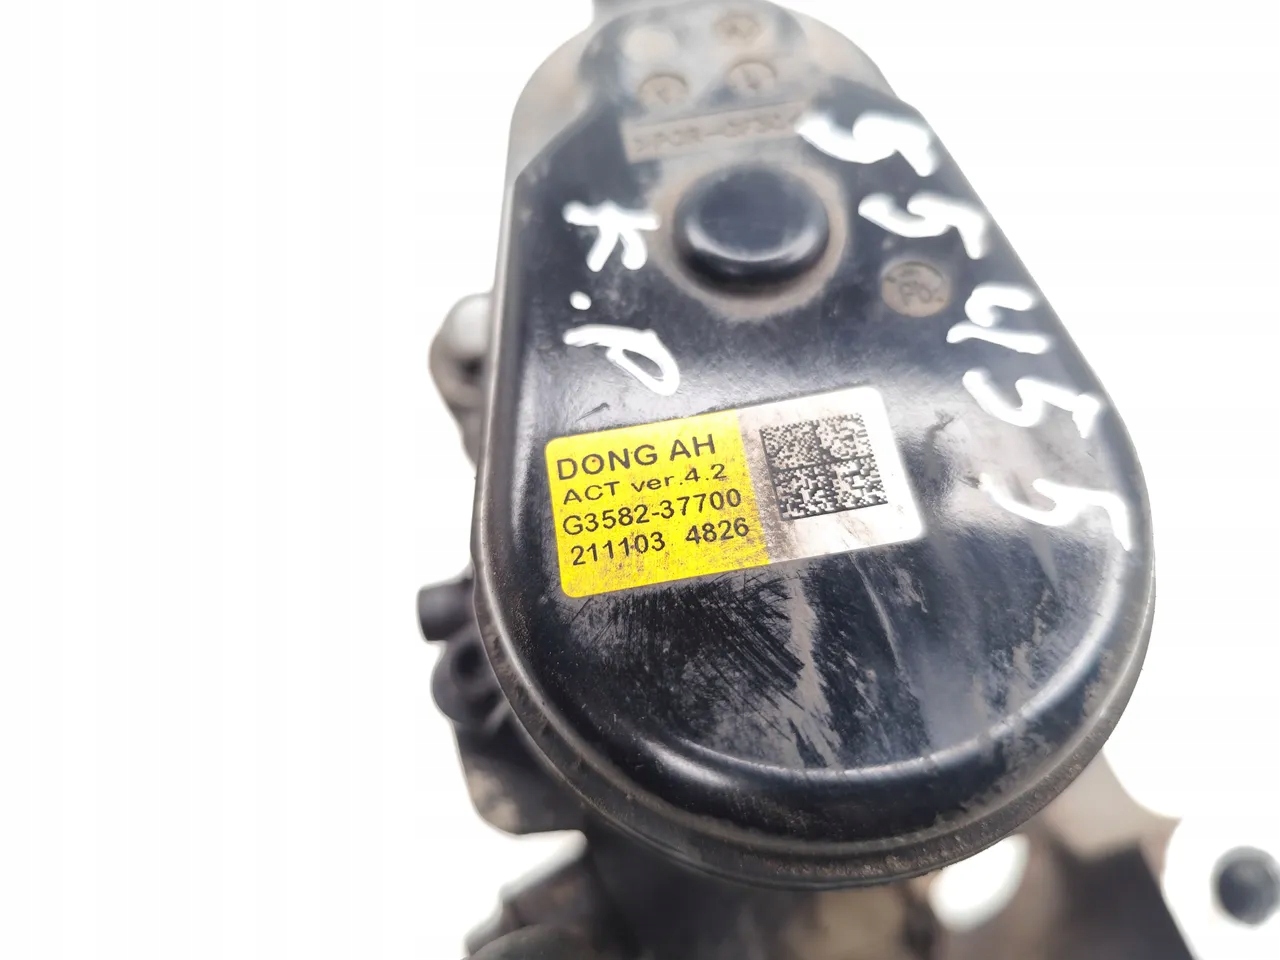 55455
K.P
DONG AH
ACT ver.4.2
G3582-37700
211103 4826